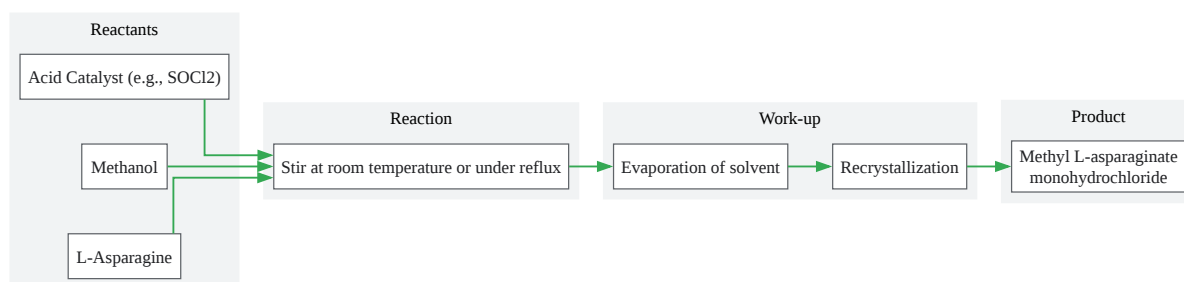 Reactants
Acid Catalyst (e.g., SOCl2)
Methanol
L-Asparagine
Reaction
Stir at room temperature or under reflux
Work-up
Evaporation of solvent
Recrystallization
Product
Methyl L-asparaginate
monohydrochloride